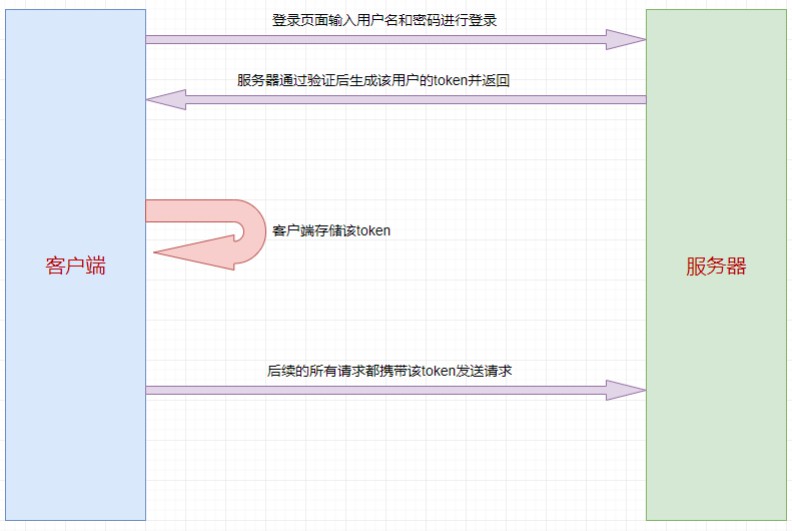 登录页面输入用户名和密码进行登录
服务器通过验证后生成该用户的token并返回
客户端存储该token
客户端
服务器
后续的所有请求都携带该token发送请求